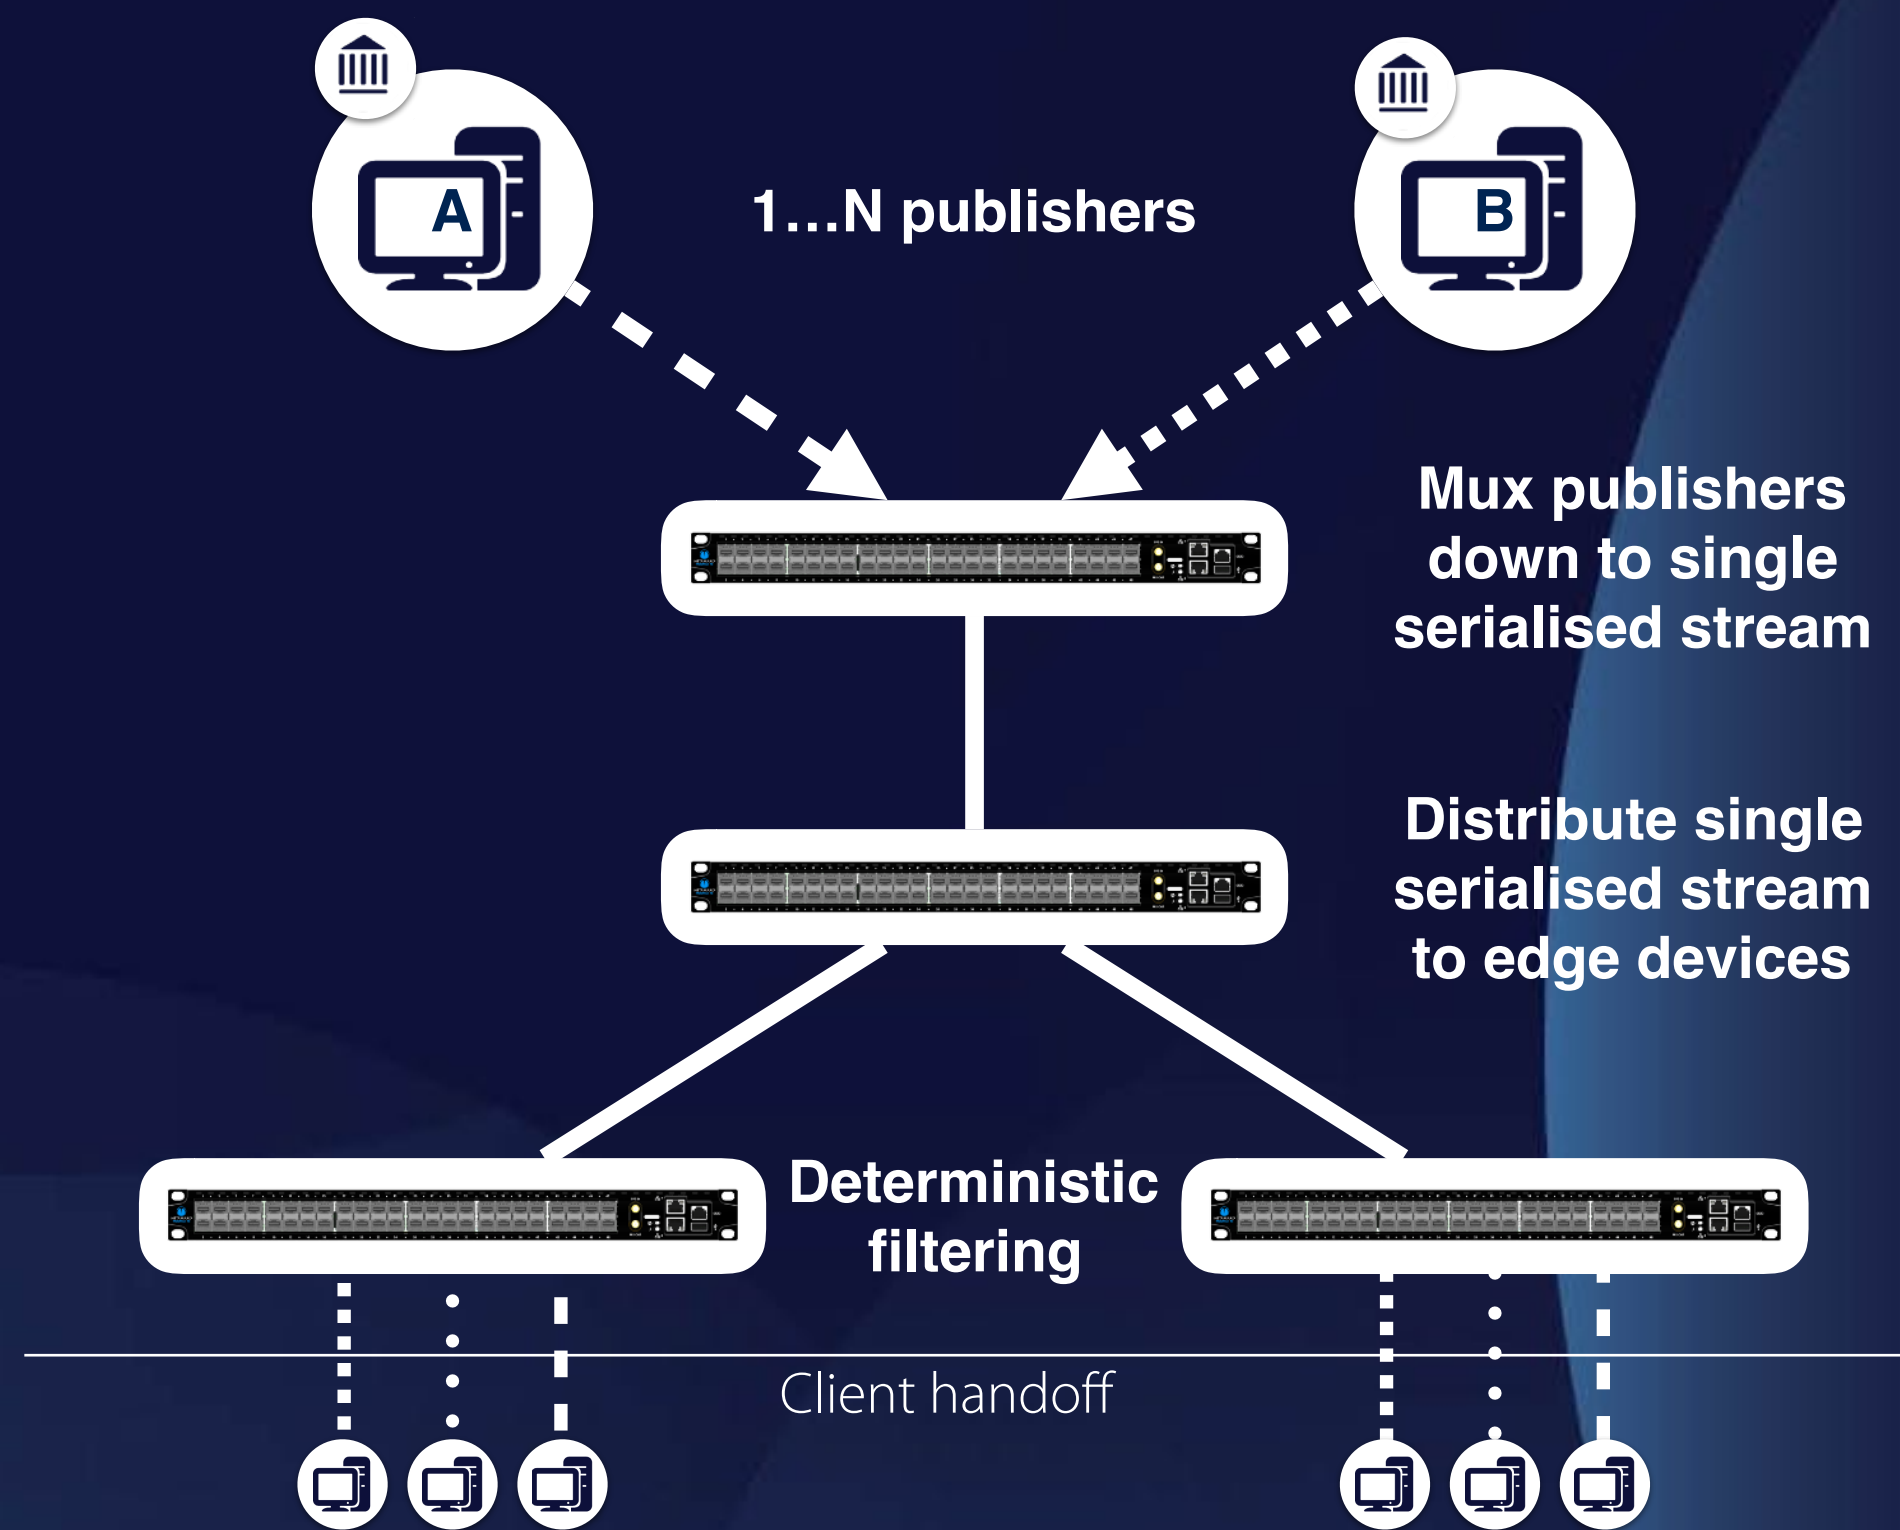 A
B
1...N publishers
Mux publishers
down to single
serialised stream
Distribute single
serialised stream
to edge devices
Deterministic
filtering
Client handoff